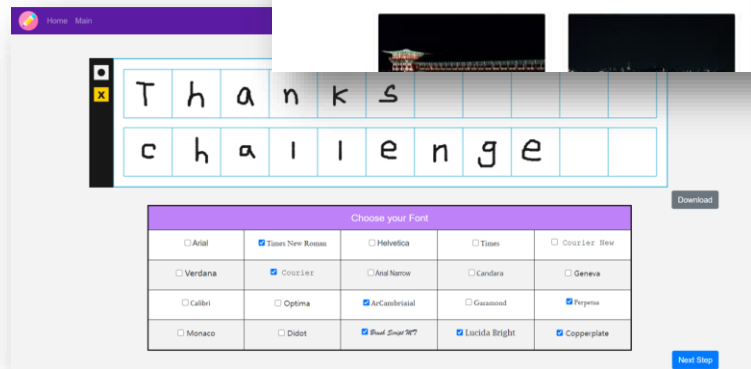 Home Main
X
Thanks
challenge
Download
Choose your Font
Arial Times New Roman Helvetica Times Courier New
Verdana Courier Arial Narrow Candara Geneva
Calibri Optima ArCambriaial Garamond Perpetua
Monaco Didot Brush Script MT Lucida Bright Copperplate
Next Step